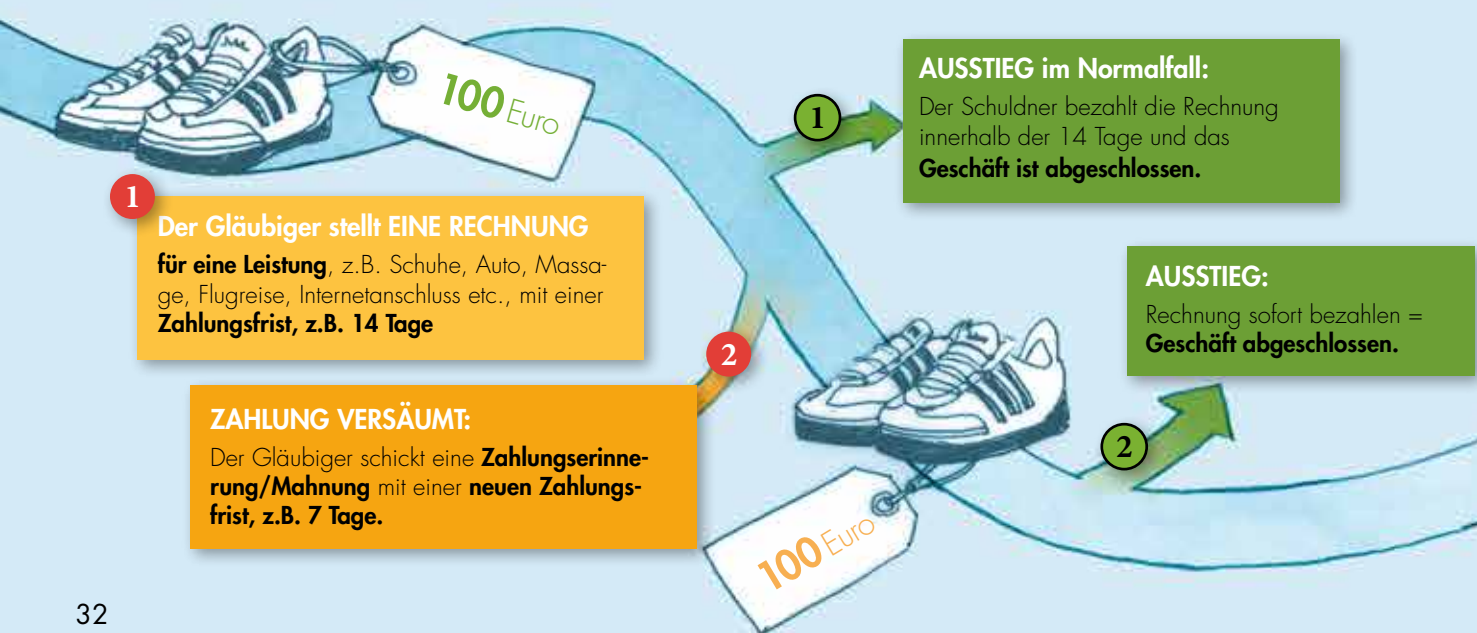 100 Euro
1
AUSSTIEG im Normalfall:
Der Schuldner bezahlt die Rechnung
innerhalb der 14 Tage und das
Geschäft ist abgeschlossen.
1
Der Gläubiger stellt EINE RECHNUNG
für eine Leistung, z.B. Schuhe, Auto, Massa-
ge, Flugreise, Internetanschluss etc., mit einer
Zahlungsfrist, z.B. 14 Tage
AUSSTIEG:
Rechnung sofort bezahlen =
Geschäft abgeschlossen.
2
ZAHLUNG VERSÄUMT:
Der Gläubiger schickt eine Zahlungserinne-
rung/Mahnung mit einer neuen Zahlungs-
frist, z.B. 7 Tage.
2
100 Euro
32